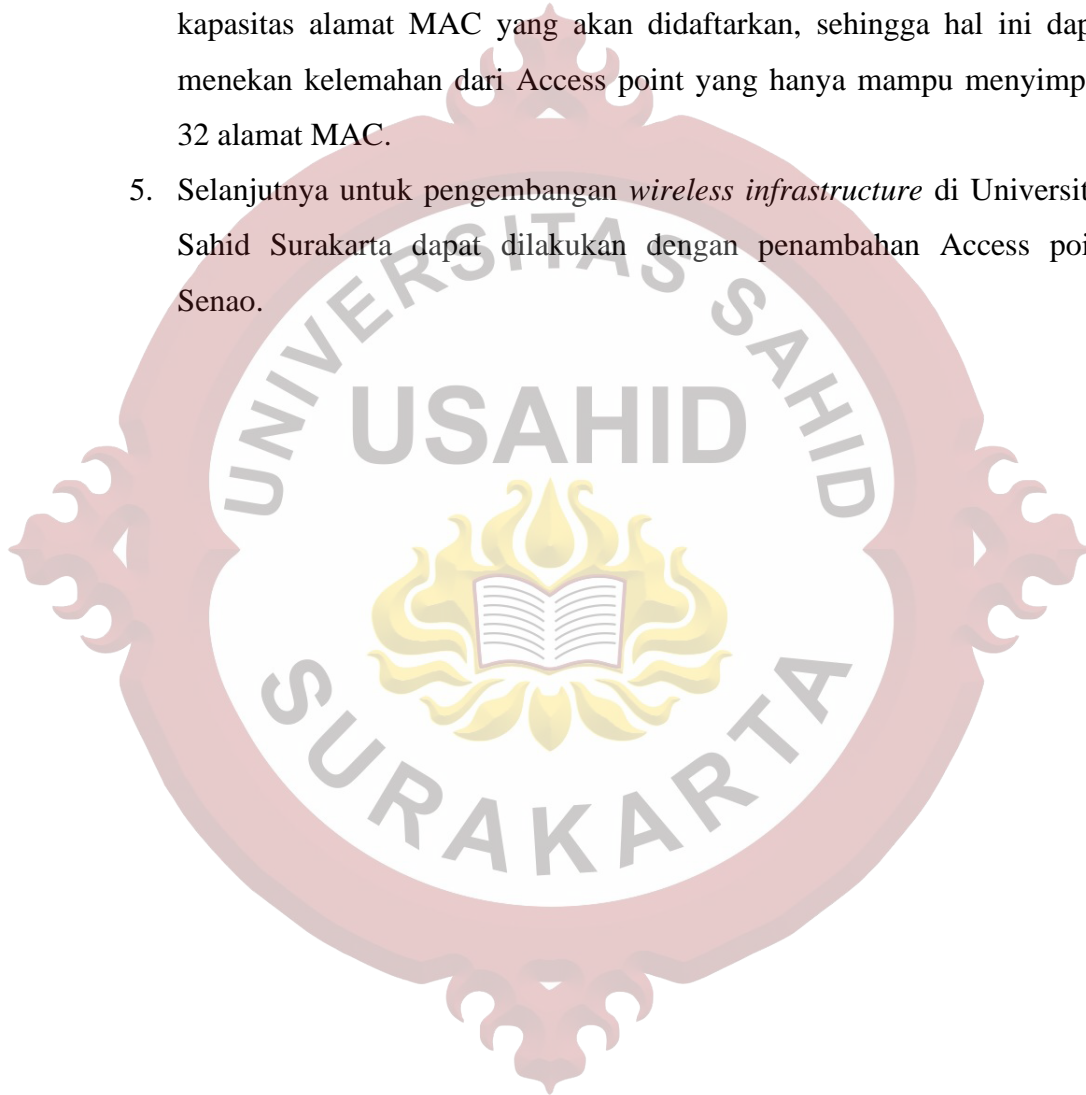 kapasitas alamat MAC yang akan didaftarkan, sehingga hal ini dap
menekan kelemahan dari Access point yang hanya mampu menyimp
32 alamat MAC.
5. Selanjutnya untuk pengembangan wireless infrastructure di Universit
Sahid Surakarta dapat dilakukan dengan penambahan Access poi
Senao.
UNIVERSITAS SAHID
USAHID
SURAKARTA